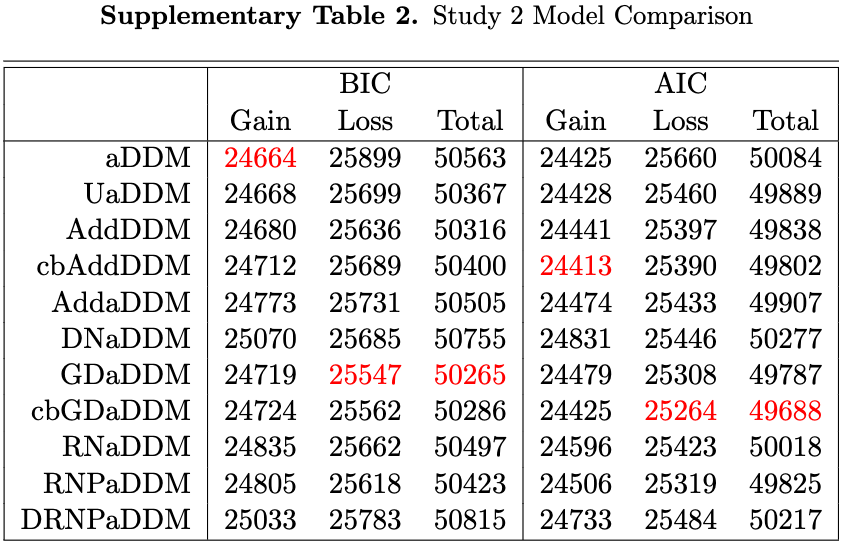 Supplementary Table 2. Study 2 Model Comparison
BIC AIC
Gain Loss Total Gain Loss Total
aDDM 24664 25899 50563 24425 25660 50084
UaDDM 24668 25699 50367 24428 25460 49889
AddDDM 24680 25636 50316 24441 25397 49838
cbAddDDM 24712 25689 50400 24413 25390 49802
AddaDDM 24773 25731 50505 24474 25433 49907
DNaDDM 25070 25685 50755 24831 25446 50277
GDaDDM 24719 25547 50265 24479 25308 49787
cbGDaDDM 24724 25562 50286 24425 25264 49688
RNaDDM 24835 25662 50497 24596 25423 50018
RNPaDDM 24805 25618 50423 24506 25319 49825
DRNPaDDM 25033 25783 50815 24733 25484 50217